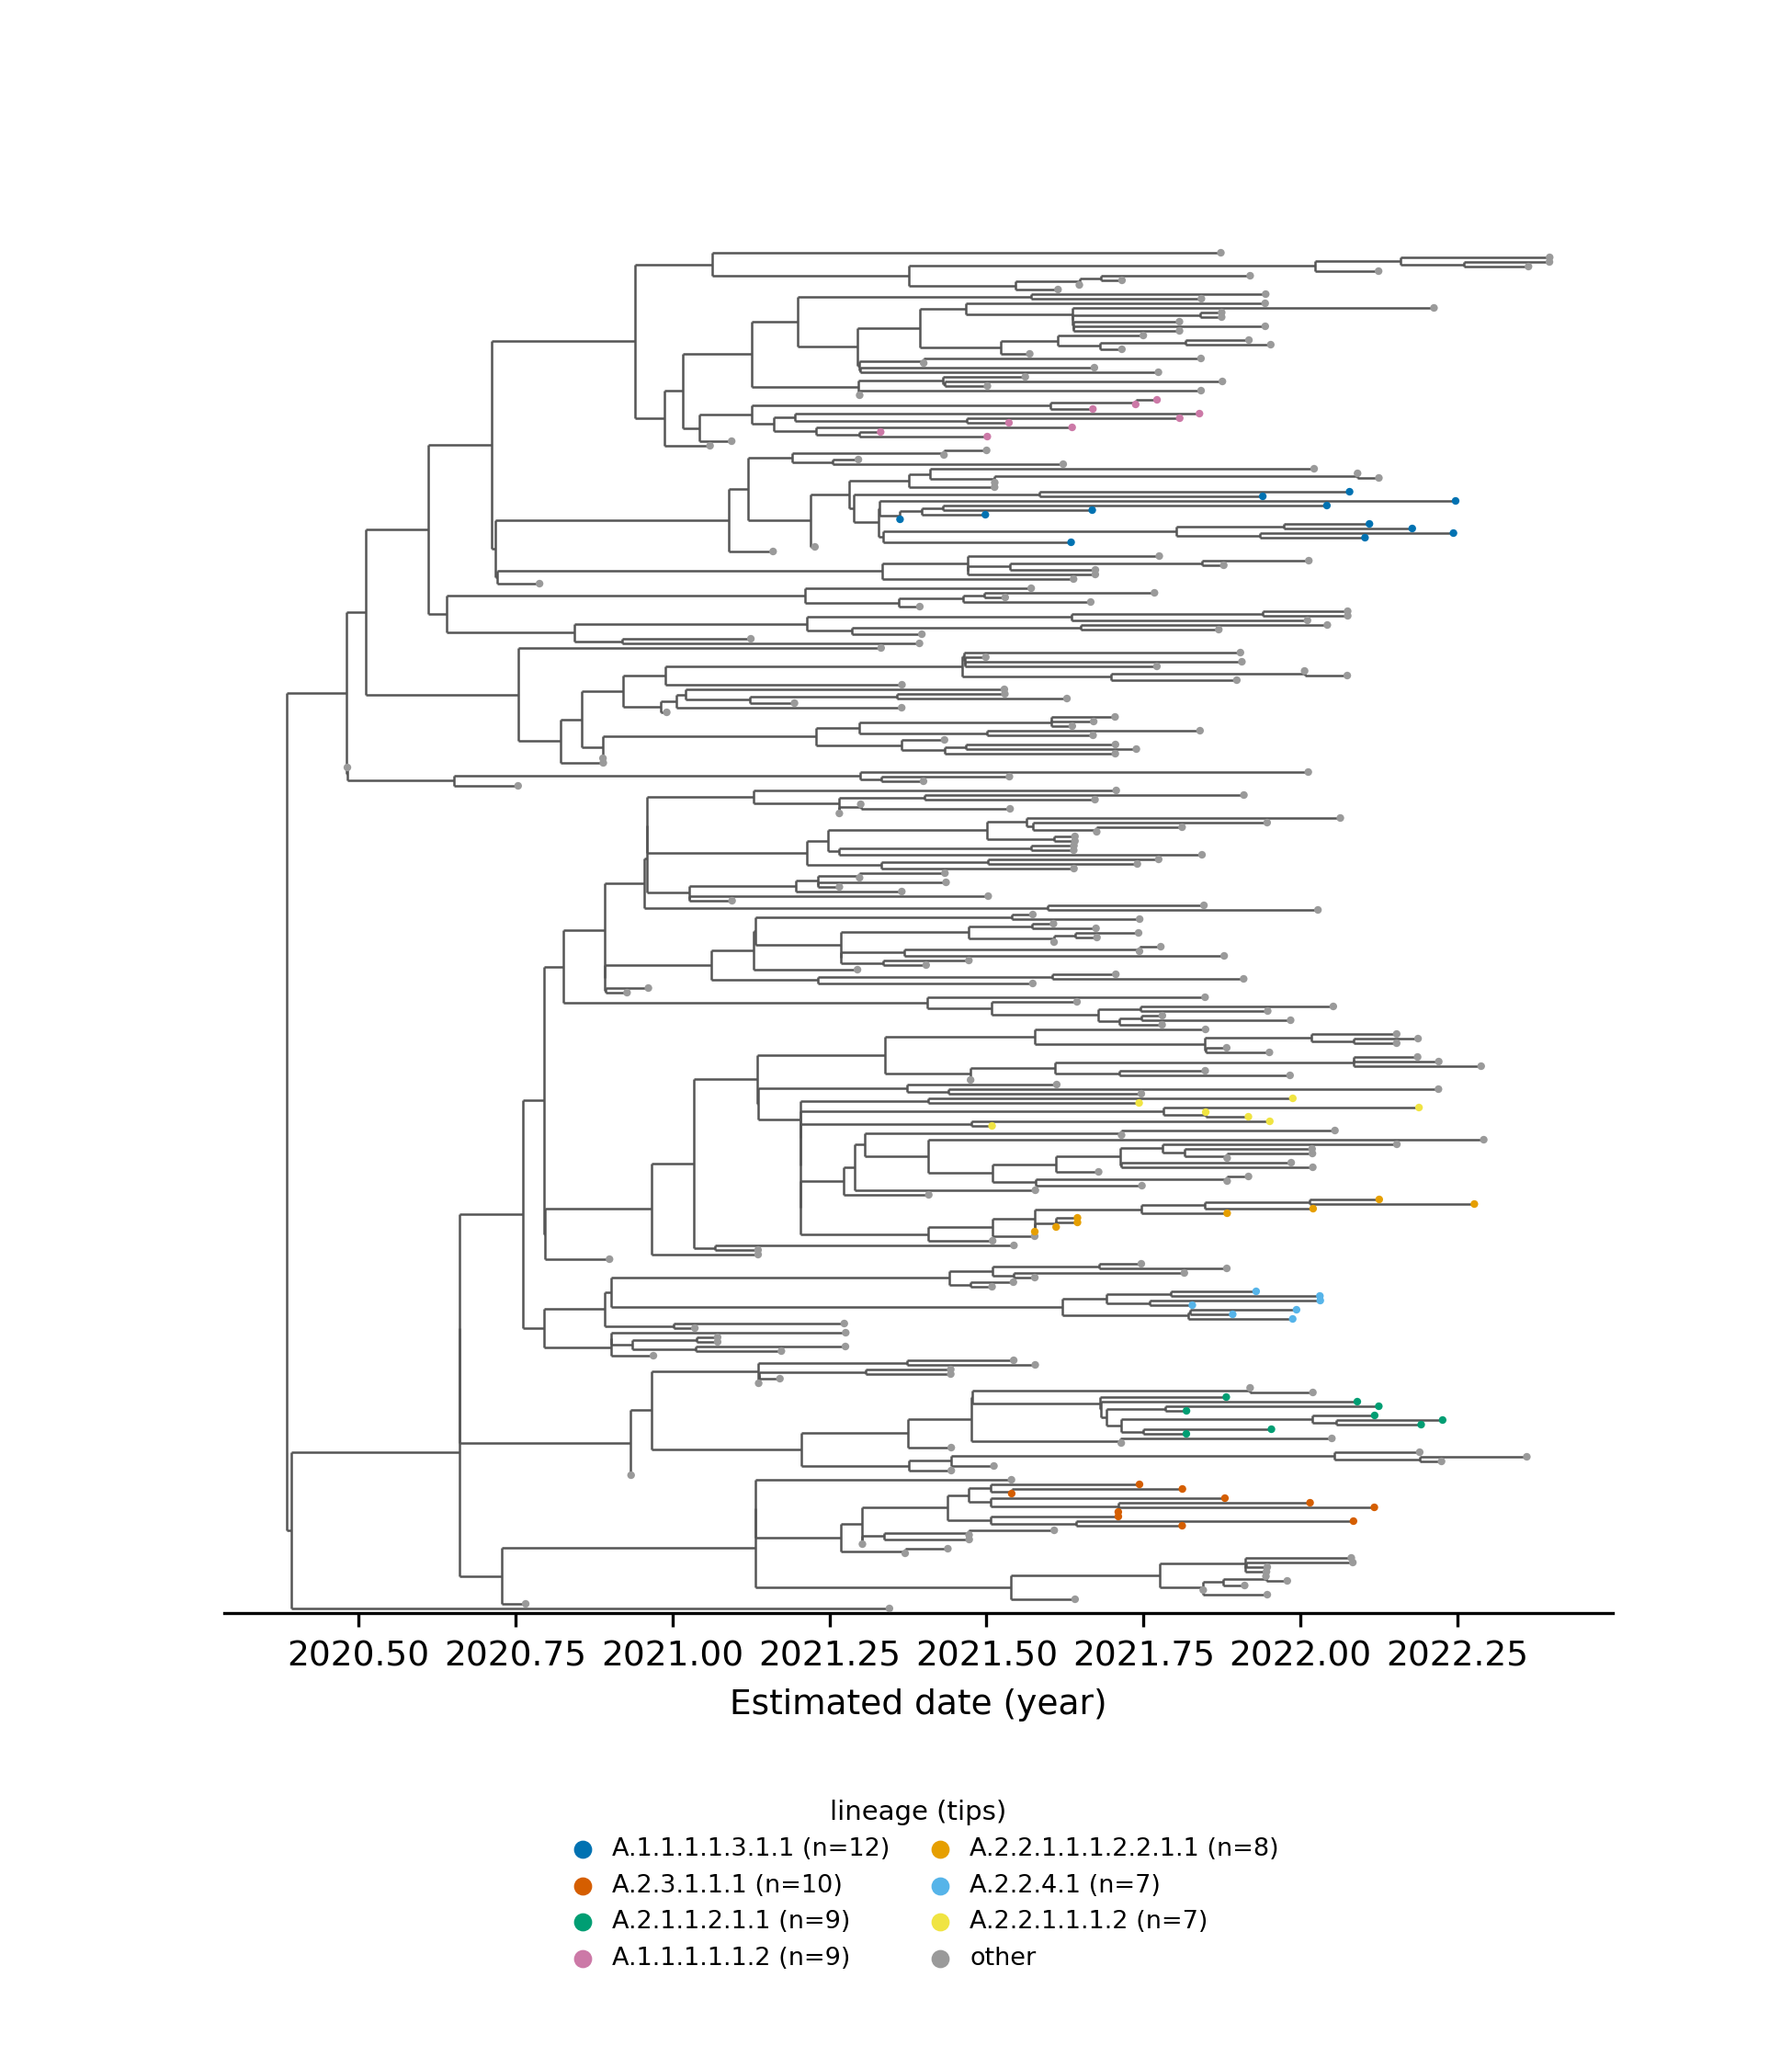 2020.50 2020.75 2021.00 2021.25 2021.50 2021.75 2022.00 2022.25
Estimated date (year)
lineage (tips)
A.1.1.1.1.3.1.1 (n=12)
A.2.3.1.1.1 (n=10)
A.2.1.1.2.1.1 (n=9)
A.1.1.1.1.1.2 (n=9)
A.2.2.1.1.1.2.2.1.1 (n=8)
A.2.2.4.1 (n=7)
A.2.2.1.1.1.2 (n=7)
other